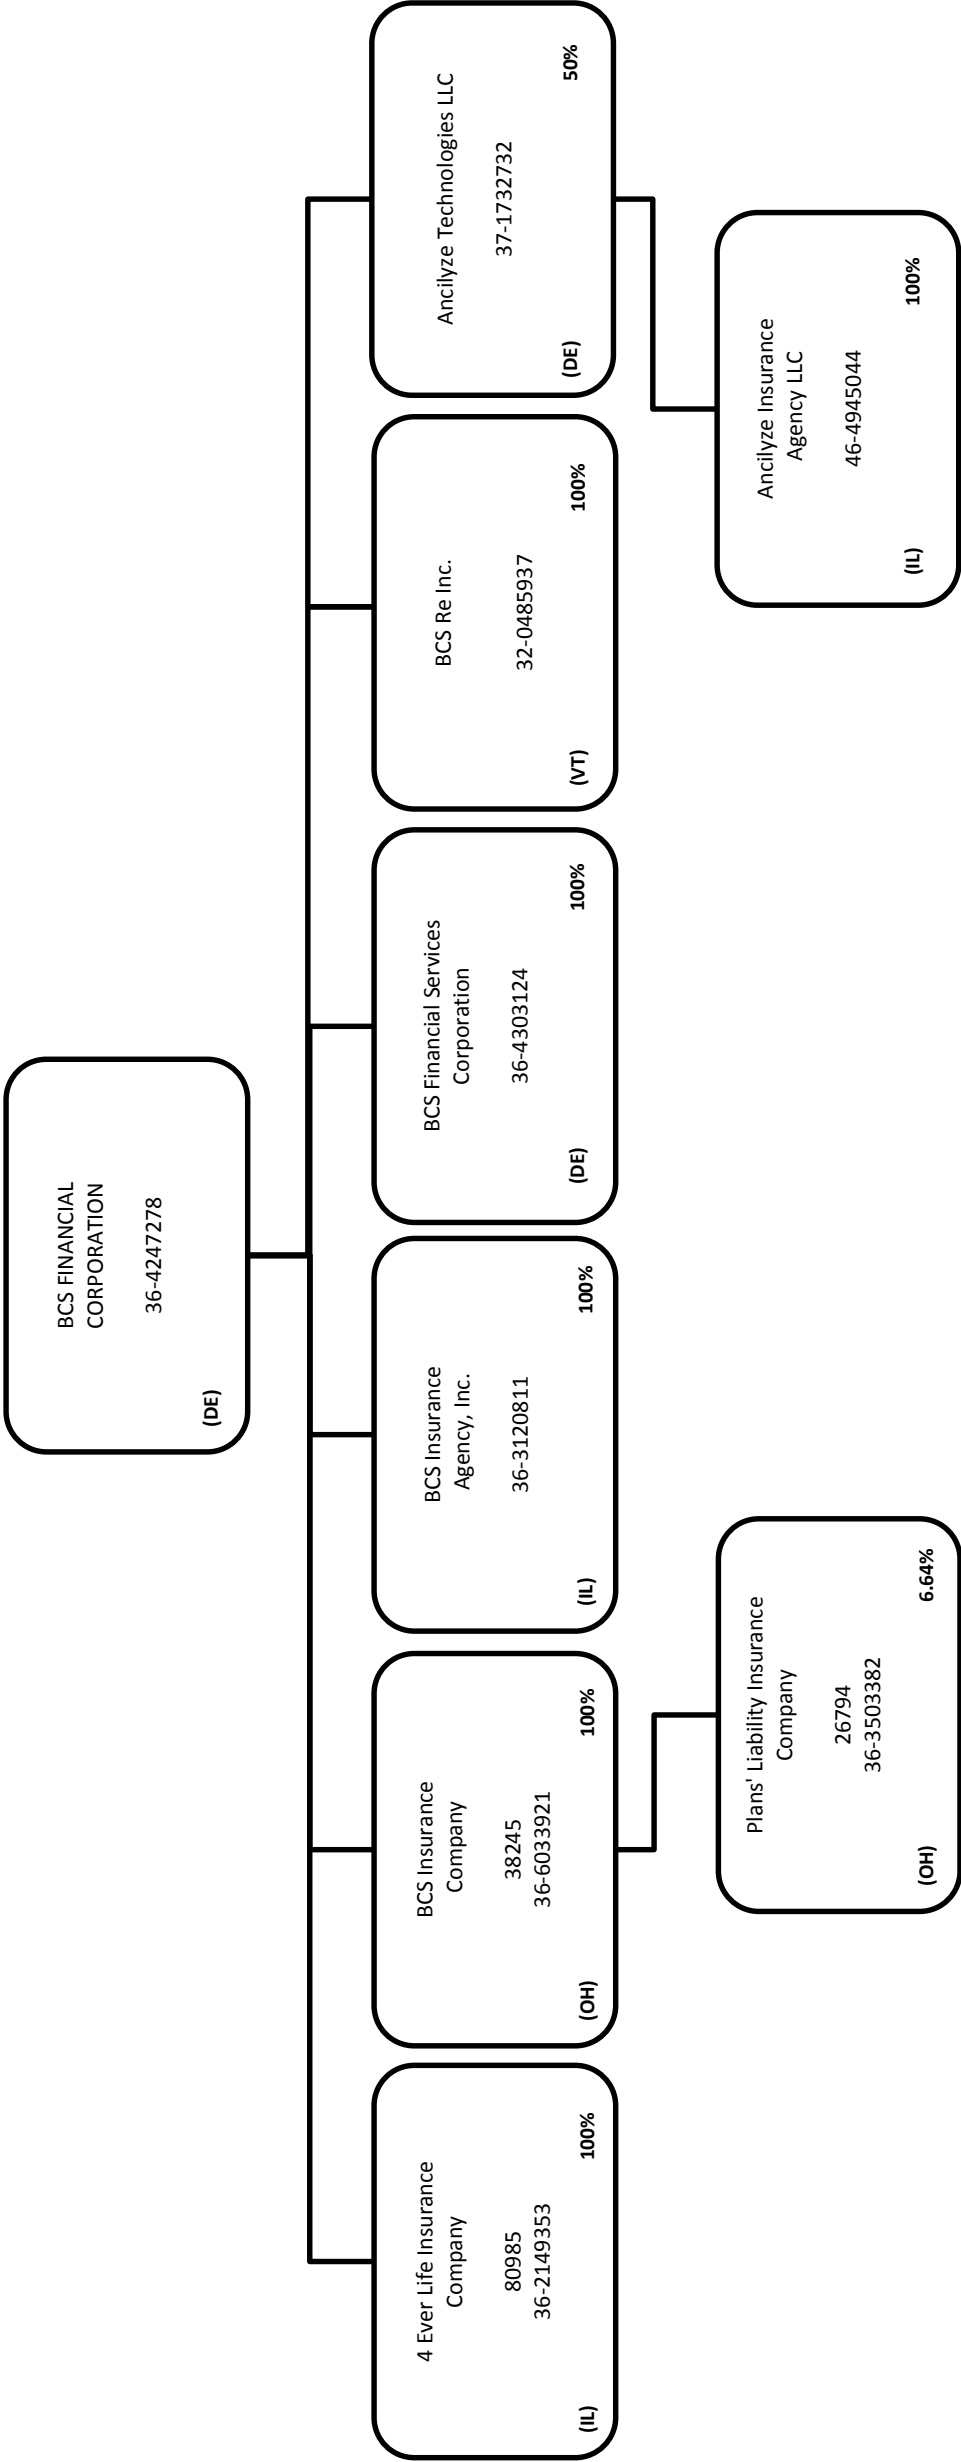 BCS FINANCIAL
CORPORATION
36-4247278
(DE)
4 Ever Life Insurance
Company
80985
36-2149353
(IL)
100%
BCS Insurance
Company
38245
36-6033921
(OH)
100%
BCS Insurance
Agency, Inc.
36-3120811
(IL)
100%
BCS Financial Services
Corporation
36-4303124
(DE)
100%
BCS Re Inc.
32-0485937
(VT)
100%
Ancilyze Technologies LLC
37-1732732
(DE)
50%
Plans' Liability Insurance
Company
26794
36-3503382
(OH)
6.64%
Ancilyze Insurance
Agency LLC
46-4945044
(IL)
100%